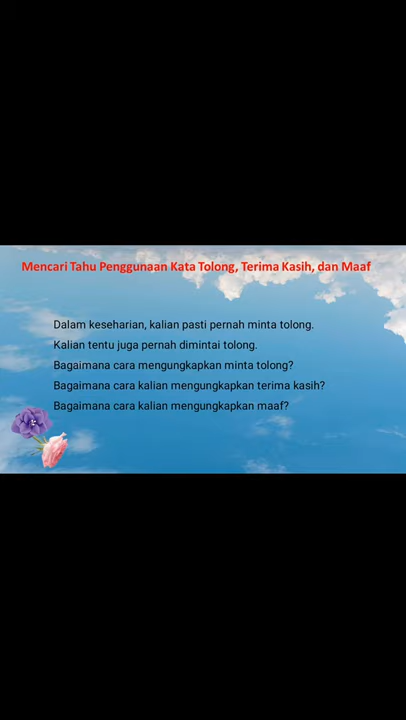 Mencari Tahu Penggunaan Kata Tolong, Terima Kasih, dan Maaf
Dalam keseharian, kalian pasti pernah minta tolong.
Kalian tentu juga pernah dimintai tolong.
Bagaimana cara mengungkapkan minta tolong?
Bagaimana cara kalian mengungkapkan terima kasih?
Bagaimana cara kalian mengungkapkan maaf?